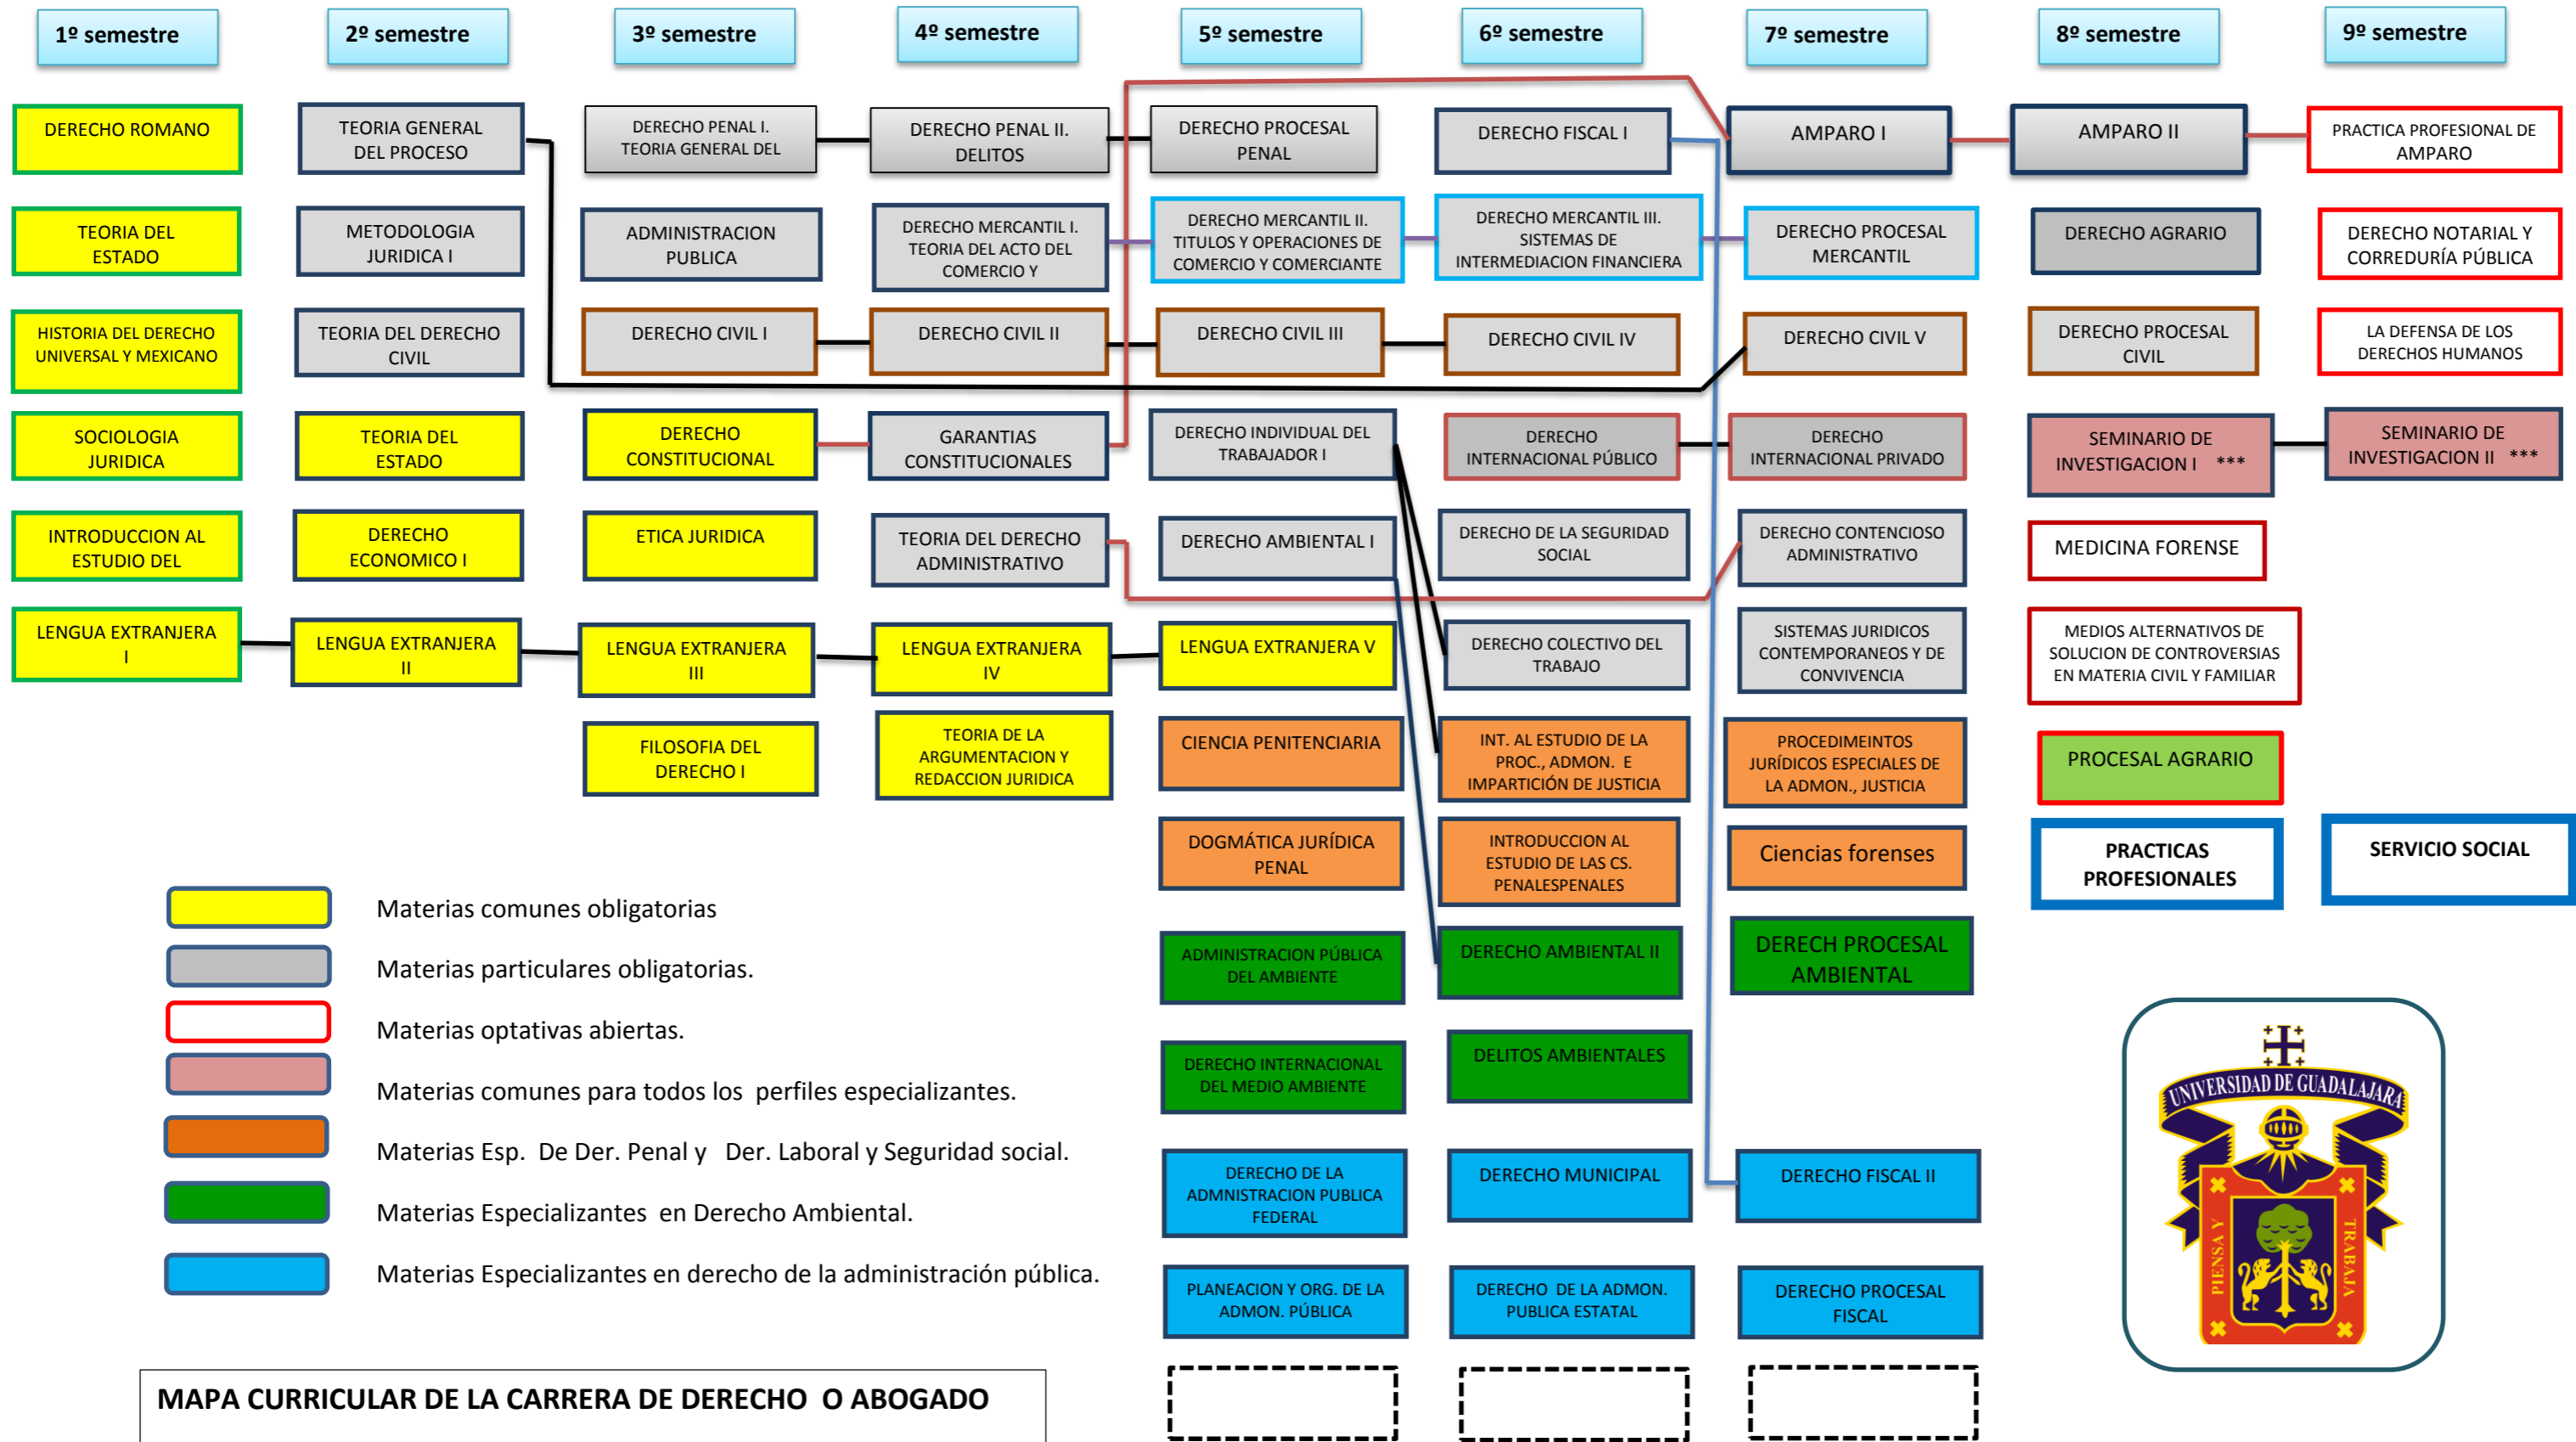 1º semestre
2º semestre
3º semestre
4º semestre
5º semestre
6º semestre
7º semestre
8º semestre
9º semestre
DERECHO ROMANO
TEORIA GENERAL
DEL PROCESO
DERECHO PENAL I.
TEORIA GENERAL DEL
DERECHO PENAL II.
DELITOS
DERECHO PROCESAL
PENAL
DERECHO FISCAL I
AMPARO I
AMPARO II
PRACTICA PROFESIONAL DE
AMPARO
TEORIA DEL
ESTADO
METODOLOGIA
JURIDICA I
ADMINISTRACION
PUBLICA
DERECHO MERCANTIL I.
TEORIA DEL ACTO DEL
COMERCIO Y
DERECHO MERCANTIL II.
TITULOS Y OPERACIONES DE
COMERCIO Y COMERCIANTE
DERECHO MERCANTIL III.
SISTEMAS DE
INTERMEDIACION FINANCIERA
DERECHO PROCESAL
MERCANTIL
DERECHO AGRARIO
DERECHO NOTARIAL Y
CORREDURÍA PÚBLICA
HISTORIA DEL DERECHO
UNIVERSAL Y MEXICANO
TEORIA DEL DERECHO
CIVIL
DERECHO CIVIL I
DERECHO CIVIL II
DERECHO CIVIL III
DERECHO CIVIL IV
DERECHO CIVIL V
DERECHO PROCESAL
CIVIL
LA DEFENSA DE LOS
DERECHOS HUMANOS
SOCIOLOGIA
JURIDICA
TEORIA DEL
ESTADO
DERECHO
CONSTITUCIONAL
GARANTIAS
CONSTITUCIONALES
DERECHO INDIVIDUAL DEL
TRABAJADOR I
DERECHO
INTERNACIONAL PÚBLICO
DERECHO
INTERNACIONAL PRIVADO
SEMINARIO DE
INVESTIGACION I ***
SEMINARIO DE
INVESTIGACION II ***
INTRODUCCION AL
ESTUDIO DEL
DERECHO
ECONOMICO I
ETICA JURIDICA
TEORIA DEL DERECHO
ADMINISTRATIVO
DERECHO AMBIENTAL I
DERECHO DE LA SEGURIDAD
SOCIAL
DERECHO CONTENCIOSO
ADMINISTRATIVO
MEDICINA FORENSE
LENGUA EXTRANJERA
I
LENGUA EXTRANJERA
II
LENGUA EXTRANJERA
III
LENGUA EXTRANJERA
IV
LENGUA EXTRANJERA V
DERECHO COLECTIVO DEL
TRABAJO
SISTEMAS JURIDICOS
CONTEMPORANEOS Y DE
CONVIVENCIA
MEDIOS ALTERNATIVOS DE
SOLUCION DE CONTROVERSIAS
EN MATERIA CIVIL Y FAMILIAR
FILOSOFIA DEL
DERECHO I
TEORIA DE LA
ARGUMENTACION Y
REDACCION JURIDICA
CIENCIA PENITENCIARIA
INT. AL ESTUDIO DE LA
PROC., ADMON. E
IMPARTICIÓN DE JUSTICIA
PROCEDIMEINTOS
JURÍDICOS ESPECIALES DE
LA ADMON., JUSTICIA
PROCESAL AGRARIO
DOGMÁTICA JURÍDICA
PENAL
INTRODUCCION AL
ESTUDIO DE LAS CS.
PENALESPENALES
Ciencias forenses
PRACTICAS
PROFESIONALES
SERVICIO SOCIAL
Materias comunes obligatorias
Materias particulares obligatorias.
Materias optativas abiertas.
Materias comunes para todos los perfiles especializantes.
Materias Esp. De Der. Penal y Der. Laboral y Seguridad social.
Materias Especializantes en Derecho Ambiental.
Materias Especializantes en derecho de la administración pública.
ADMINISTRACION PÚBLICA
DEL AMBIENTE
DERECHO AMBIENTAL II
DERECH PROCESAL
AMBIENTAL
DERECHO INTERNACIONAL
DEL MEDIO AMBIENTE
DELITOS AMBIENTALES
DERECHO DE LA
ADMNISTRACION PUBLICA
FEDERAL
DERECHO MUNICIPAL
DERECHO FISCAL II
PLANEACION Y ORG. DE LA
ADMON. PÚBLICA
DERECHO DE LA ADMON.
PUBLICA ESTATAL
DERECHO PROCESAL
FISCAL
UNIVERSIDAD DE GUADALAJARA
PIENSA Y
TRABAJA
MAPA CURRICULAR DE LA CARRERA DE DERECHO O ABOGADO